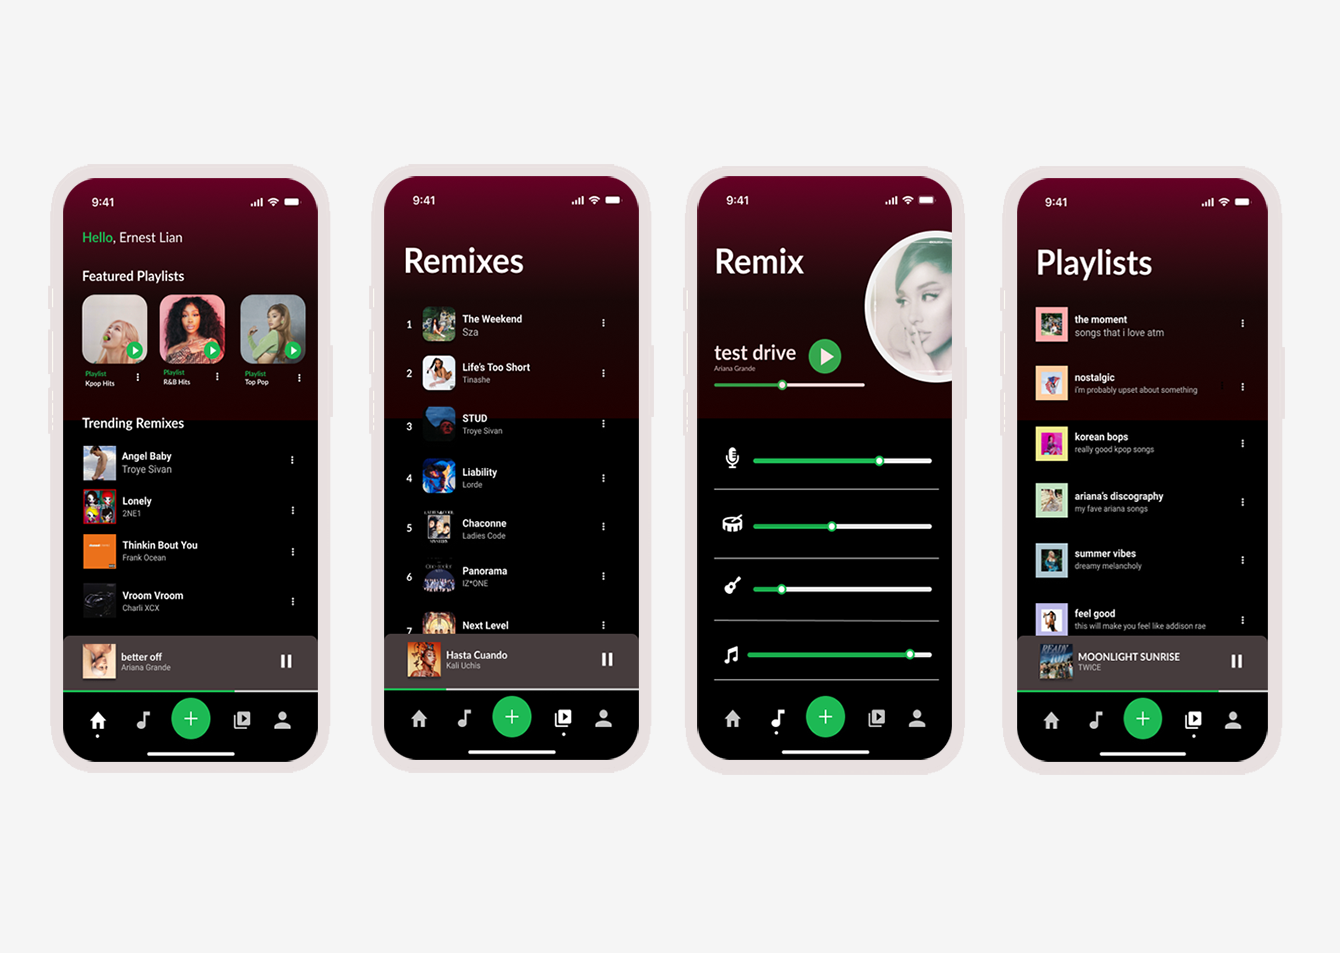 9:41
Hello, Ernest Lian
Featured Playlists
Playlist
Kpop Hits
Playlist
R&B Hits
Playlist
Top Pop
Trending Remixes
Angel Baby
Troye Sivan
Lonely
2NE1
Thinkin Bout You
Frank Ocean
Vroom Vroom
Charli XCX
better off
Ariana Grande
9:41
Remixes
1 The Weekend
Sza
2 Life's Too Short
Tinashe
3 STUD
Troye Sivan
4 Liability
Lorde
5 Chaconne
Ladies Code
6 Panorama
IZ*ONE
7 Next Level
Hasta Cuando
Kali Uchis
9:41
Remix
test drive
Ariana Grande
9:41
Playlists
the moment
songs that i love atm
nostalgic
i'm probably upset about something
korean bops
really good kpop songs
ariana's discography
my fave ariana songs
summer vibes
dreamy melancholy
feel good
this will make you feel like addison rae
READY
MOONLIGHT SUNRISE
TWICE